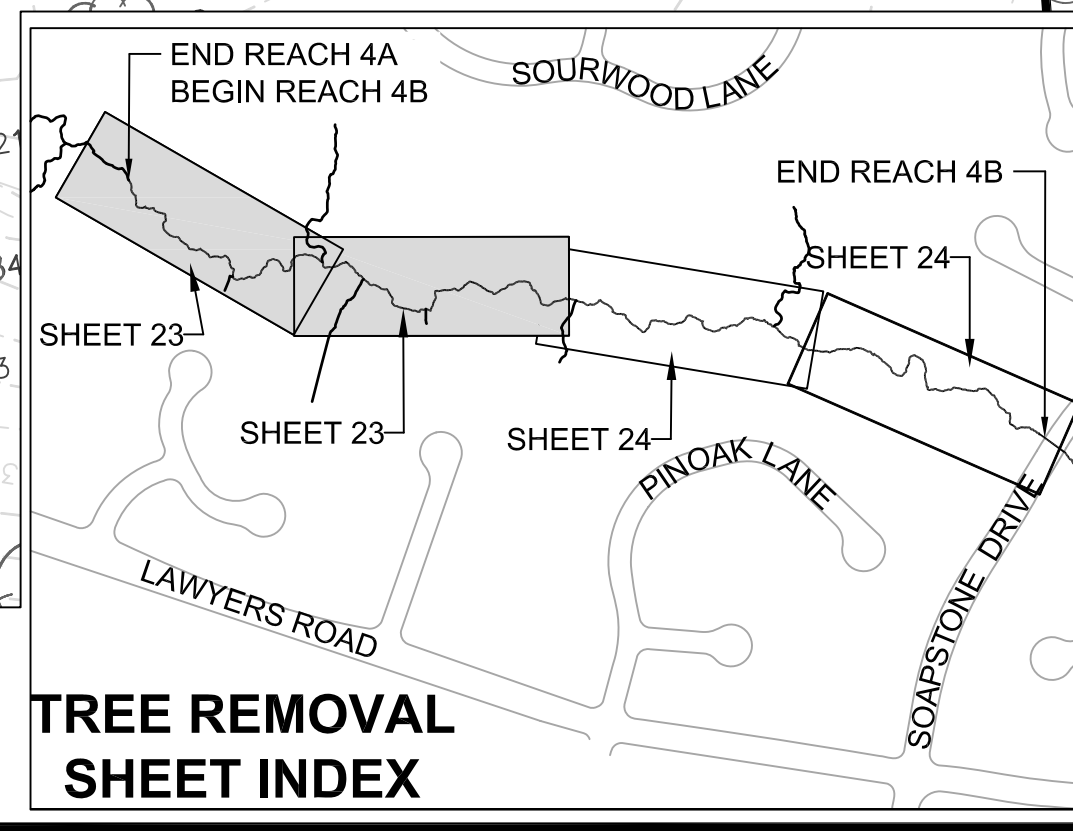 END REACH 4A
BEGIN REACH 4B
SOURWOOD LANE
END REACH 4B
SHEET 24
SHEET 23
SHEET 23
SHEET 24
PINOAK LANE
SOAPSTONE DRIVE
LAWYERS ROAD
TREE REMOVAL
SHEET INDEX